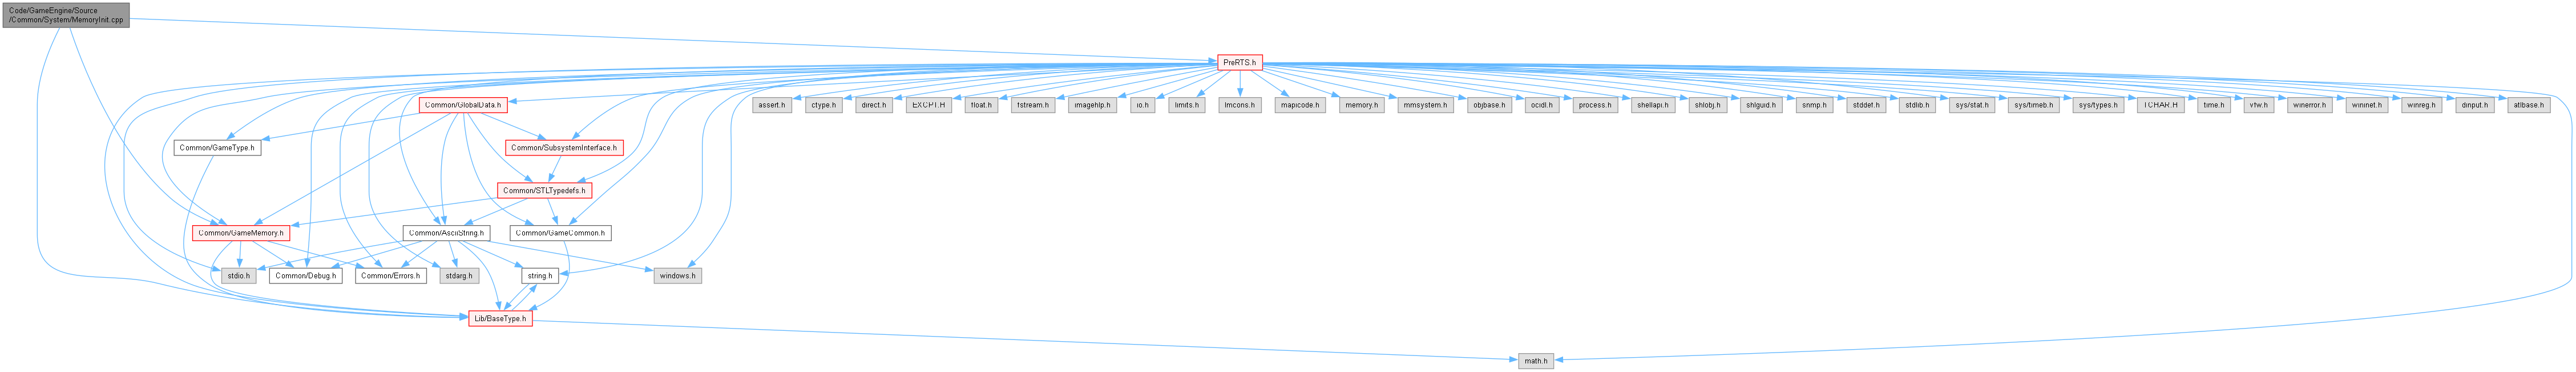 Code/GameEngine/Source
/Common/System/MemoryInit.cpp
PreRTS.h
Common/GlobalData.h
assert.h
ctype.h
direct.h
EXCPT.H
float.h
fstream.h
imagehlp.h
io.h
limits.h
lmcons.h
mapicode.h
memory.h
mmsystem.h
objbase.h
ocidl.h
process.h
shellapi.h
shlobj.h
shlguid.h
snmp.h
stddef.h
stdlib.h
sys/stat.h
sys/timeb.h
sys/types.h
TCHAR.H
time.h
vfw.h
winerror.h
wininet.h
winreg.h
dinput.h
atlbase.h
Common/GameType.h
Common/SubsystemInterface.h
Common/STLTypedefs.h
Common/GameMemory.h
Common/AsciiString.h
Common/GameCommon.h
stdio.h
Common/Debug.h
Common/Errors.h
stdarg.h
string.h
windows.h
Lib/BaseType.h
math.h